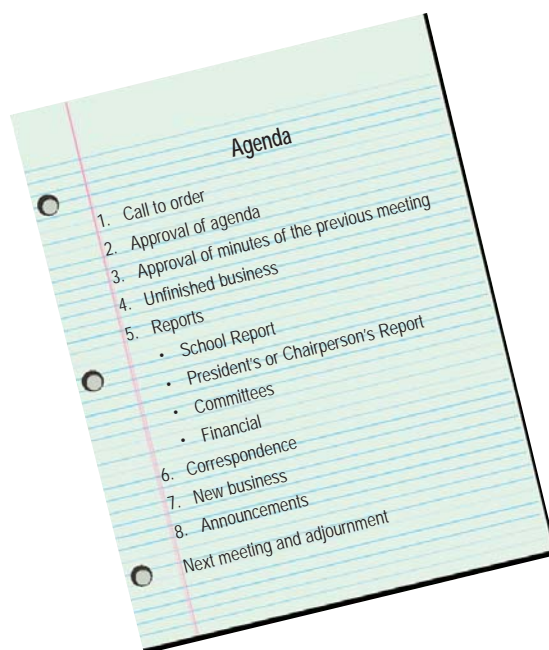 Agenda
1. Call to order
2. Approval of agenda
3. Approval of minutes of the previous meeting
4. Unfinished business
5. Reports
• School Report
• President's or Chairperson's Report
• Committees
• Financial
6. Correspondence
7. New business
8. Announcements
Next meeting and adjournment